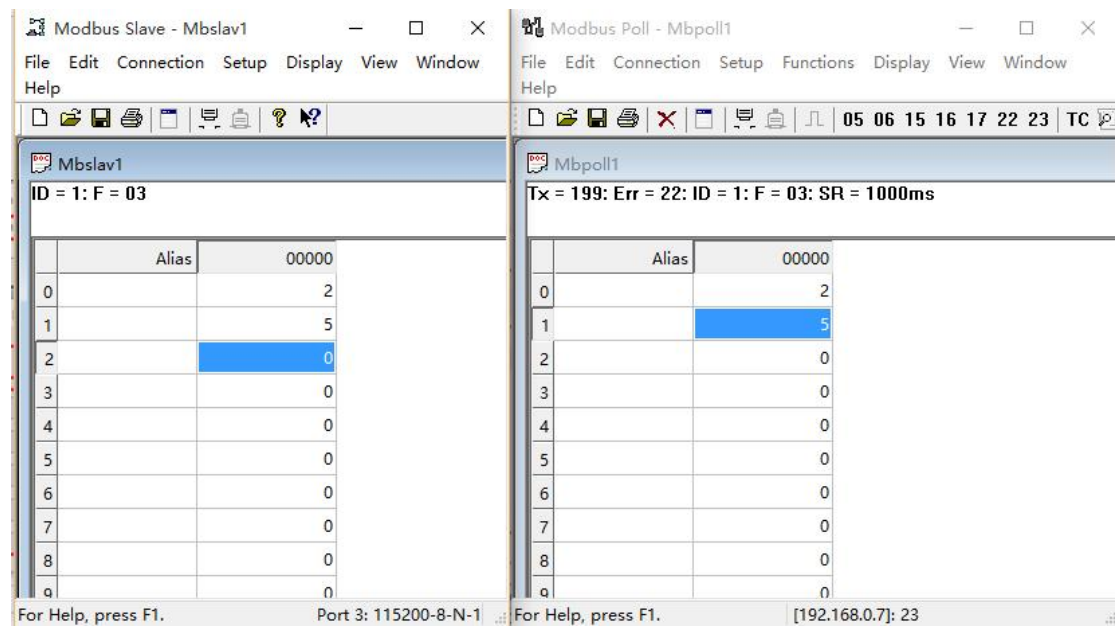 Modbus Slave - Mbslav1
File Edit Connection Setup Display View Window
Help
Mbslav1
ID = 1: F = 03
Alias 00000
0 2
1 5
2 0
3 0
4 0
5 0
6 0
7 0
8 0
9 0
For Help, press F1. Port 3: 115200-8-N-1
Modbus Poll - Mbpoll1
File Edit Connection Setup Functions Display View Window
Help
05 06 15 16 17 22 23 TC
Mbpoll1
Tx = 199: Err = 22: ID = 1: F = 03: SR = 1000ms
Alias 00000
0 2
1 5
2 0
3 0
4 0
5 0
6 0
7 0
8 0
9 0
For Help, press F1. [192.168.0.7]: 23